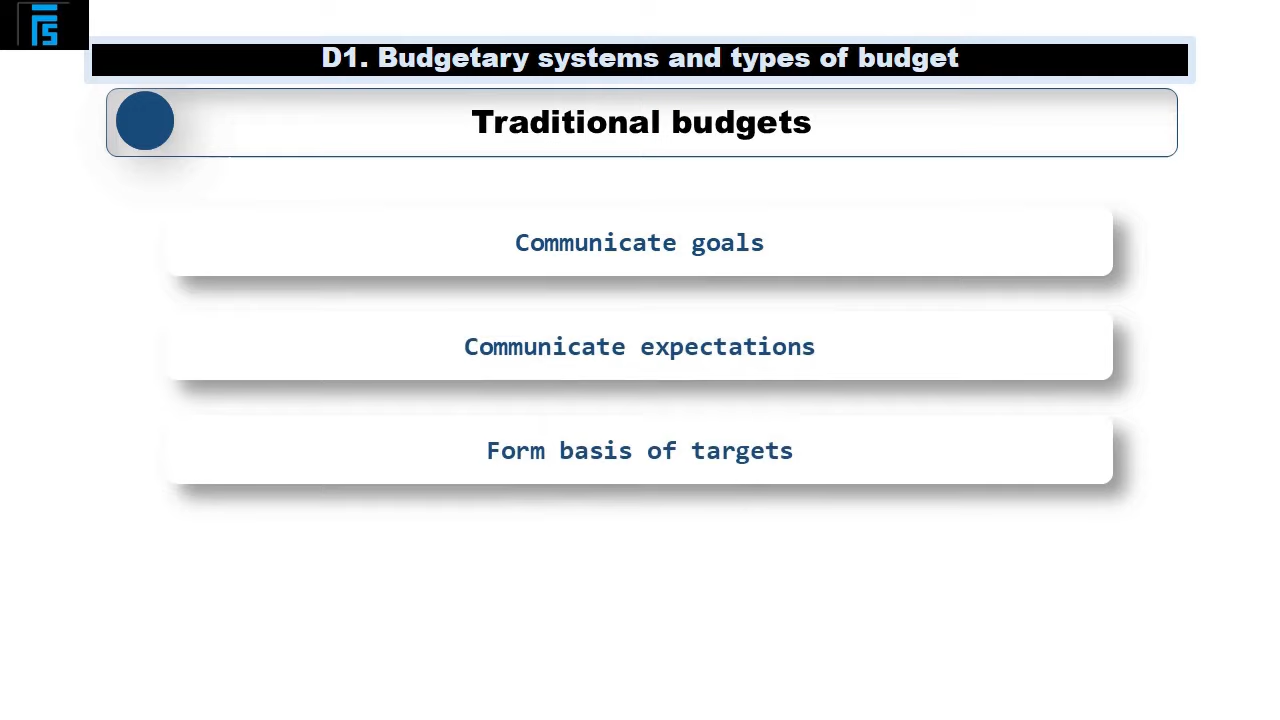 D1. Budgetary systems and types of budget
Traditional budgets
Communicate goals
Communicate expectations
Form basis of targets